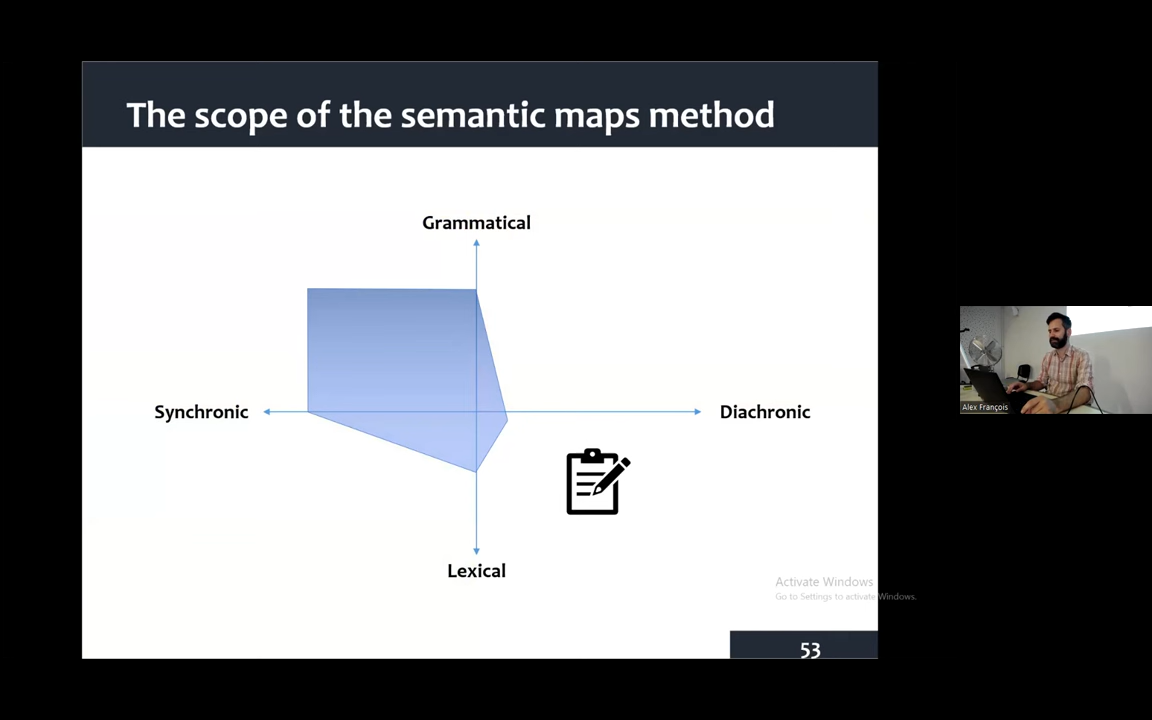 The scope of the semantic maps method
Grammatical
Synchronic
Diachronic
Alex François
Lexical
Activate Windows
Go to Settings to activate Windows.
53